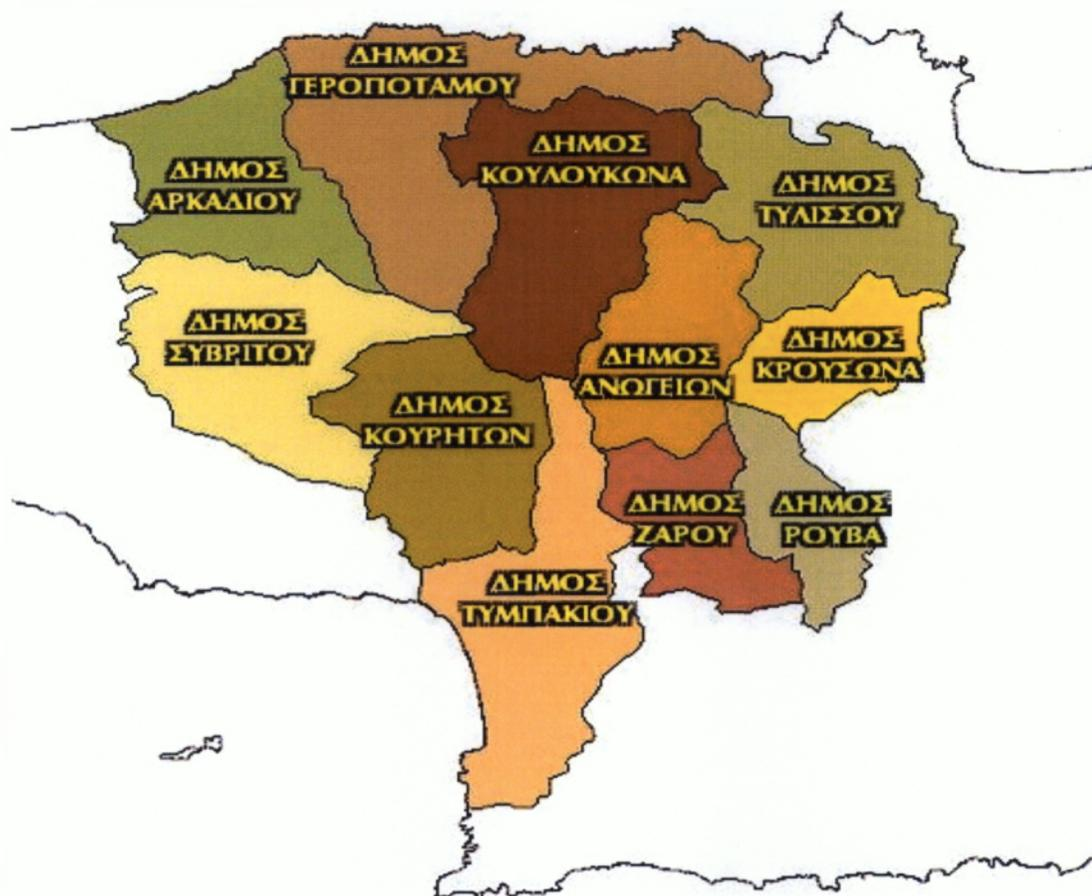 ΔΗΜΟΣ
ΓΕΡΟΠΟΤΑΜΟΥ
ΔΗΜΟΣ
ΚΟΥΛΟΥΚΩΝΑ
ΔΗΜΟΣ
ΑΡΚΑΔΙΟΥ
ΔΗΜΟΣ
ΤΥΛΙΣΣΟΥ
ΔΗΜΟΣ
ΣΥΒΡΙΤΟΥ
ΔΗΜΟΣ
ΑΝΩΓΕΙΩΝ
ΔΗΜΟΣ
ΚΡΟΥΣΩΝΑ
ΔΗΜΟΣ
ΚΟΥΡΗΤΩΝ
ΔΗΜΟΣ
ΖΑΡΟΥ
ΔΗΜΟΣ
ΡΟΥΒΑ
ΔΗΜΟΣ
ΤΥΜΠΑΚΙΟΥ